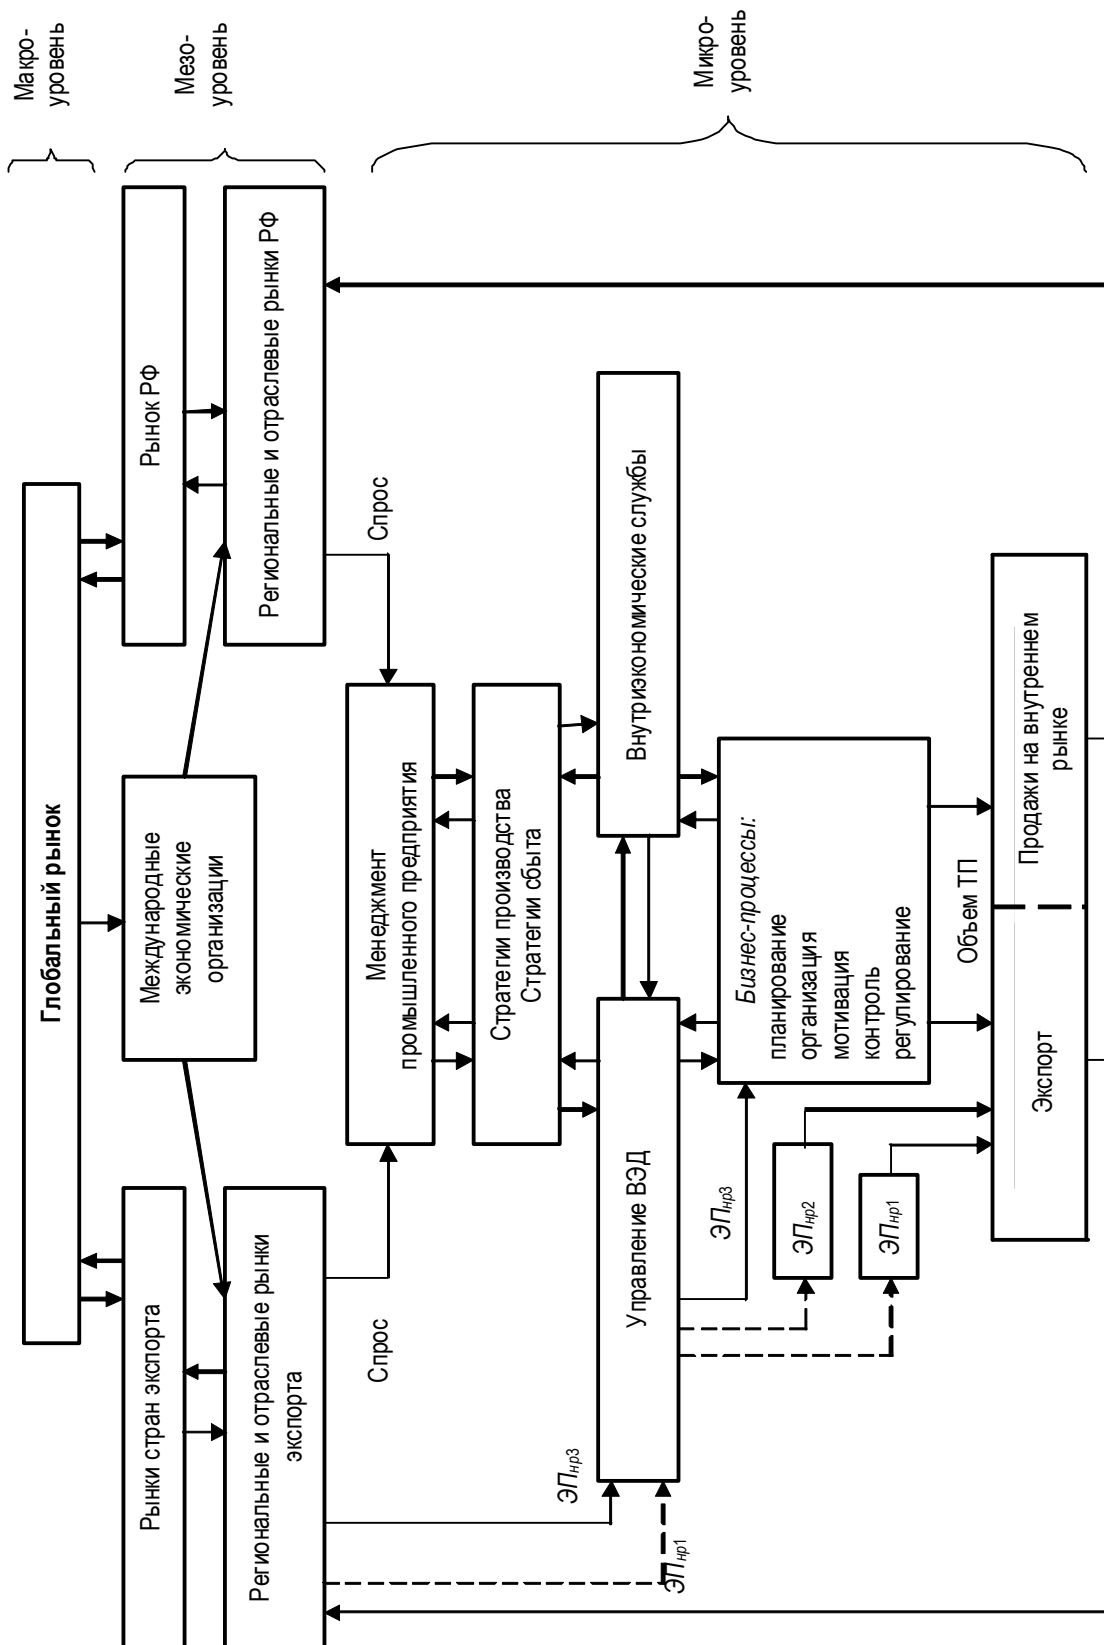 Макро-
уровень
Мезо-
уровень
Микро-
уровень
Глобальный рынок
Рынки стран экспорта
Международные
экономические
организации
Рынок РФ
Региональные и отраслевые рынки
экспорта
Региональные и отраслевые рынки РФ
Спрос
Спрос
Менеджмент
промышленного предприятия
Стратегии производства
Стратегии сбыта
ЭПнр3
ЭПнр1
Управление ВЭД
Внутриэкономические службы
ЭПнр3
Бизнес-процессы:
планирование
организация
мотивация
контроль
регулирование
ЭПнр2
ЭПнр1
Объем ТП
Экспорт
Продажи на внутреннем
рынке